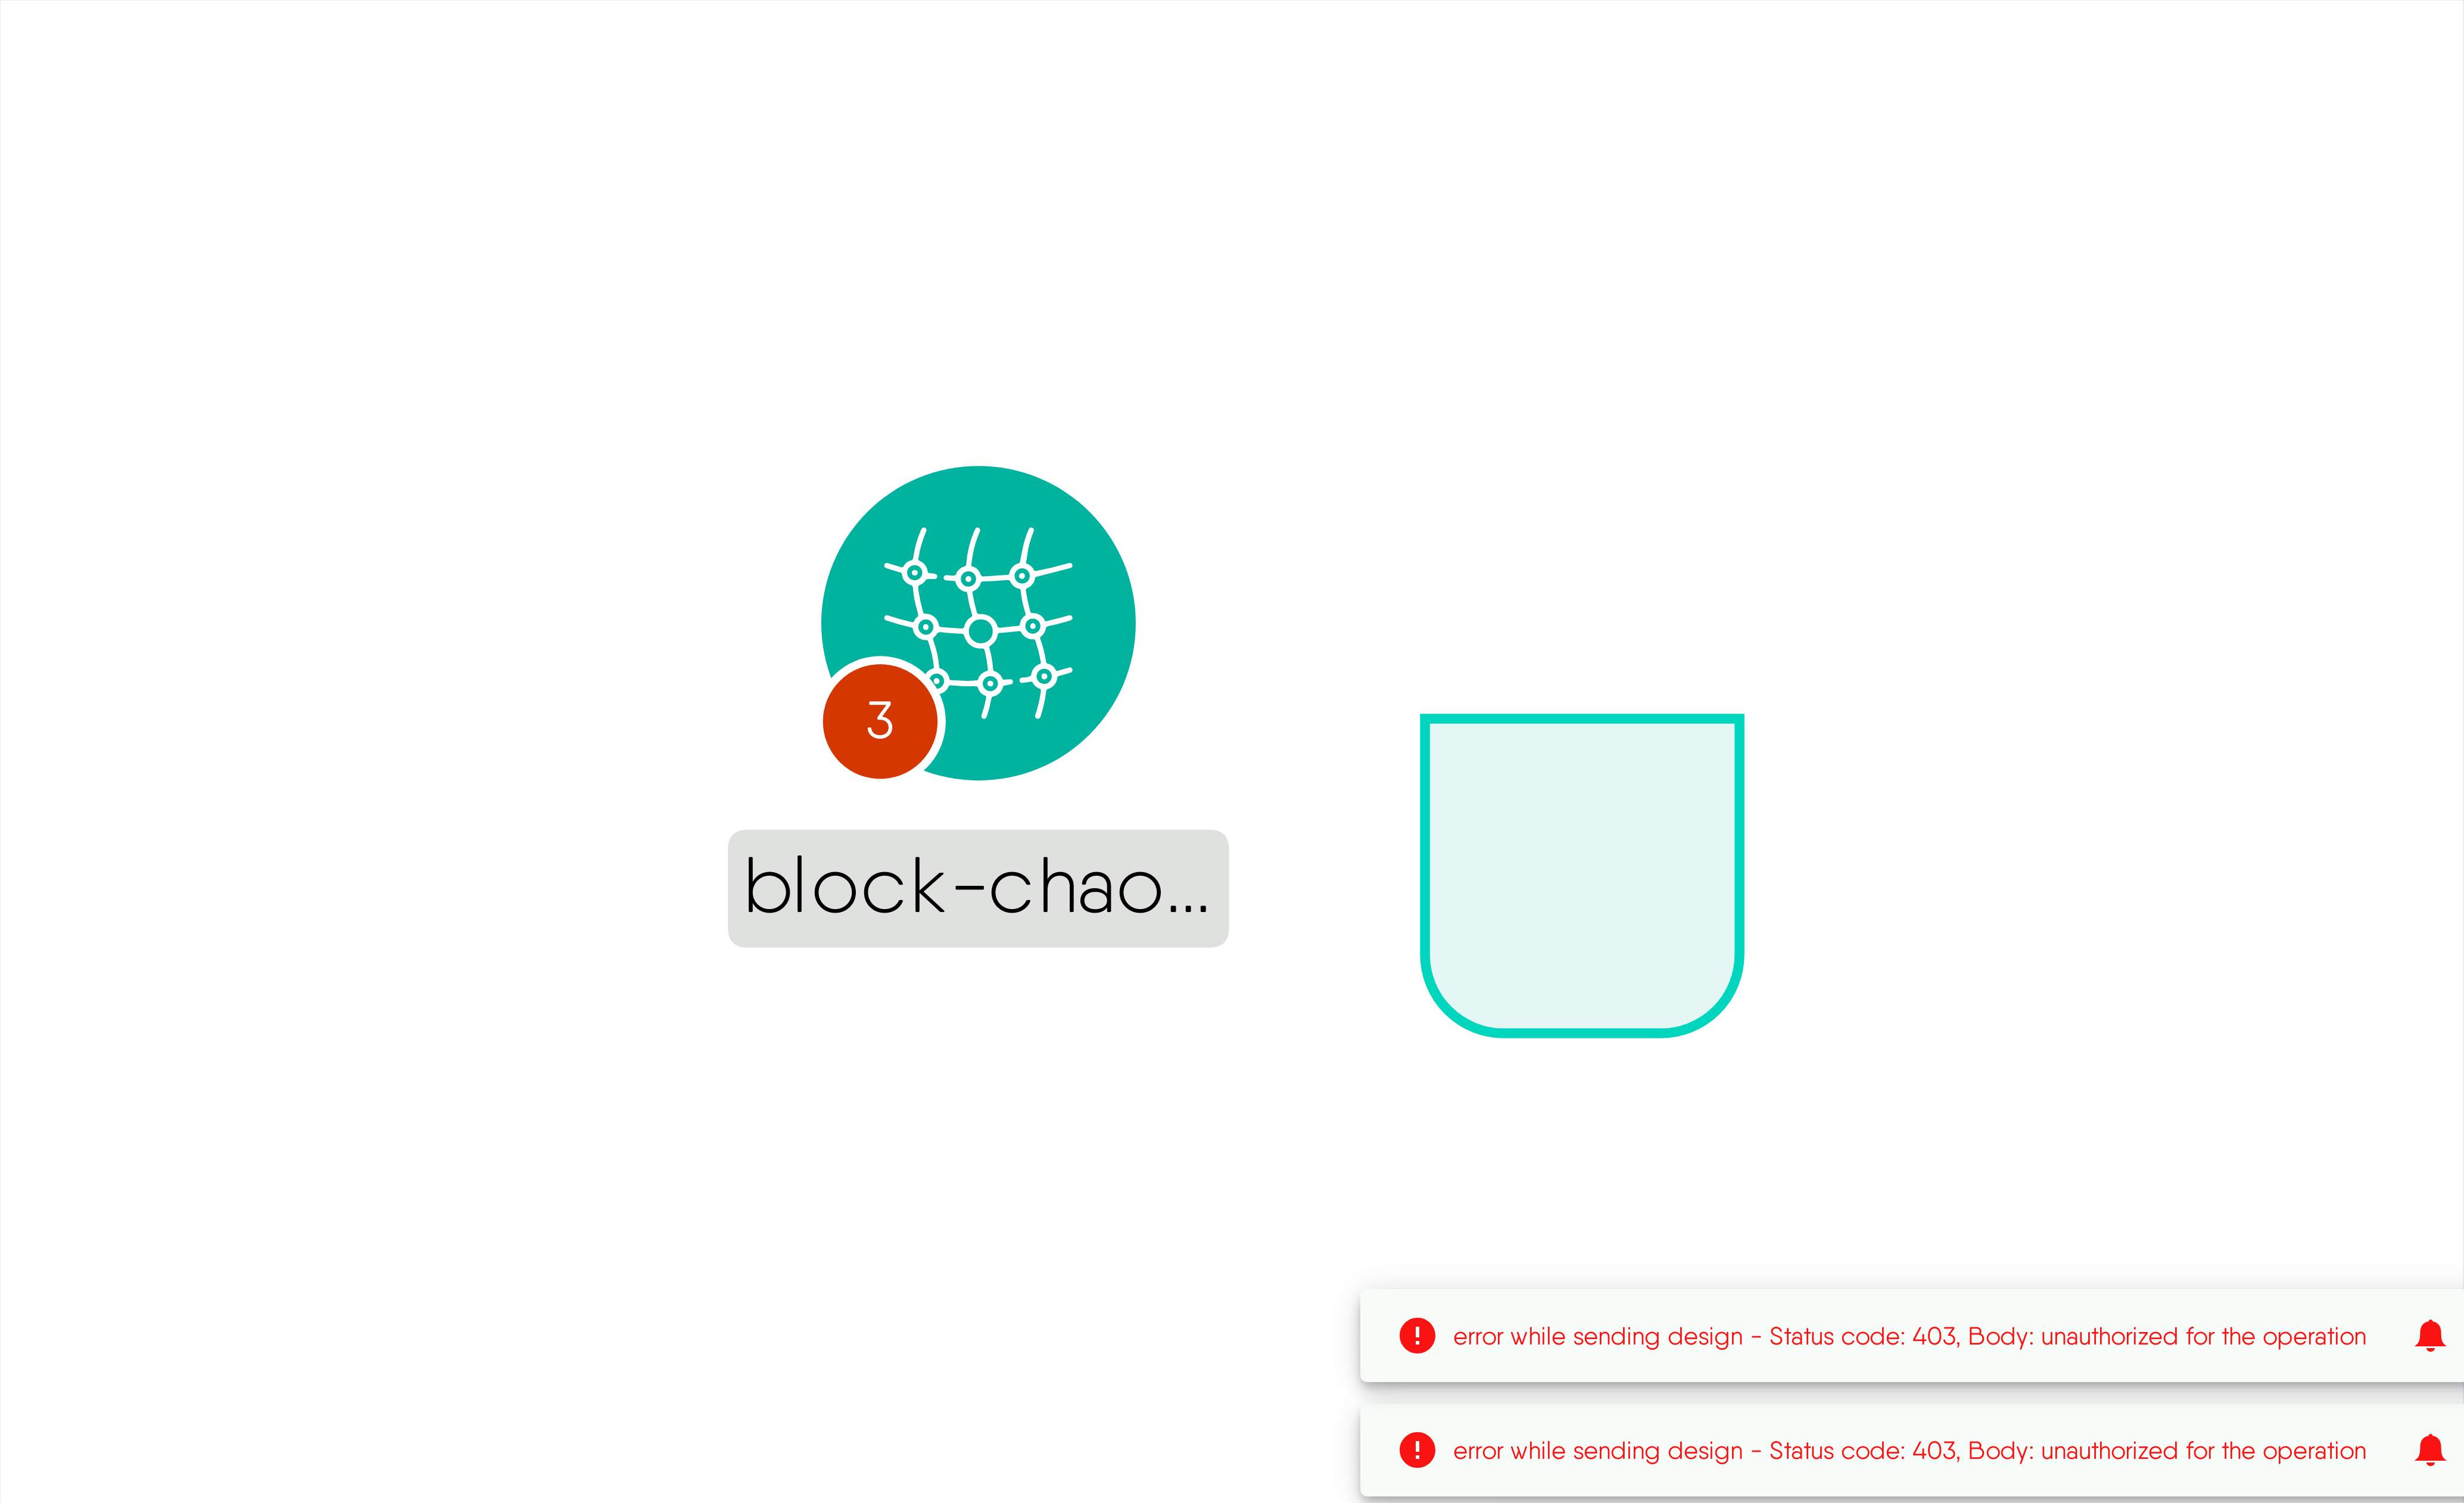 3
block-chao...
error while sending design - Status code: 403, Body: unauthorized for the operation
error while sending design - Status code: 403, Body: unauthorized for the operation